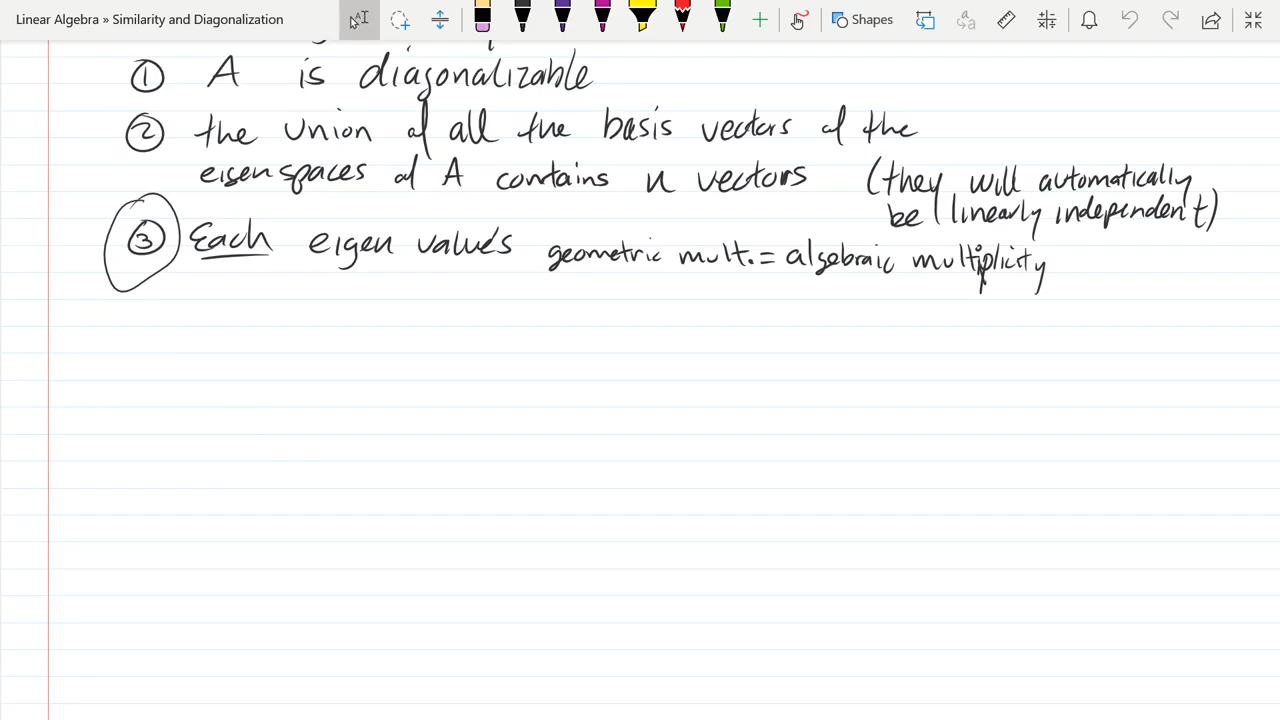 Linear Algebra » Similarity and Diagonalization
Shapes
① A is diagonalizable
② the union of all the basis vectors of the
eigenspaces of A contains n vectors (they will automatically
be linearly independent)
③ Each eigen value's geometric mult. = algebraic multiplicity